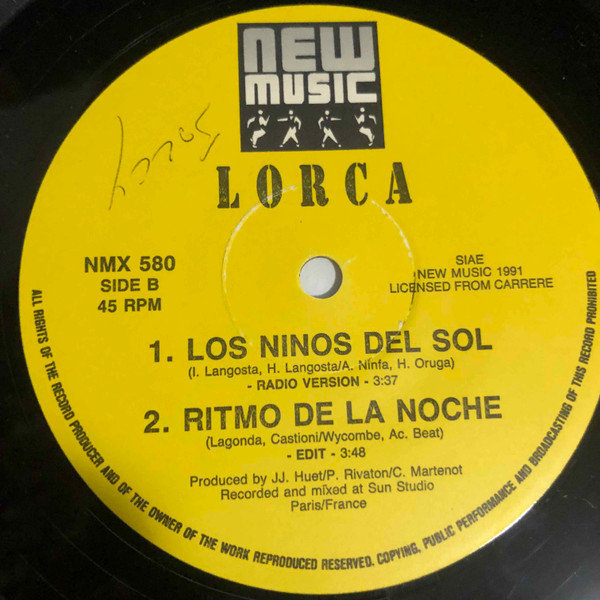 NEW
MUSIC
LORCA
NMX 580
SIDE B
45 RPM
SIAE
NEW MUSIC 1991
LICENSED FROM CARRERE
1. LOS NINOS DEL SOL
(I. Langosta, H. Langosta/A. Ninfa, H. Oruga)
- RADIO VERSION - 3:37
2. RITMO DE LA NOCHE
(Lagonda, Castioni/Wycombe, Ac. Beat)
- EDIT - 3:48
Produced by JJ. Huet/P. Rivaton/C. Martenot
Recorded and mïxed at Sun Studio
Paris/France
ALL RIGHTS OF THE RECORD PRODUCER AND OF THE OWNER OF THE WORK REPRODUCED RESERVED. COPYING, PUBLIC PERFORMANCE AND BROADCASTING OF THIS RECORD PROHIBITED